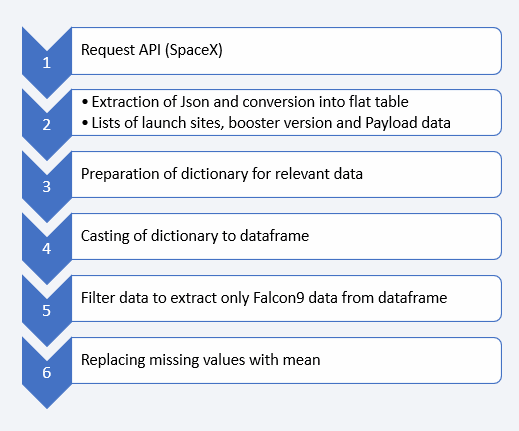 1
Request API (SpaceX)
2
• Extraction of Json and conversion into flat table
• Lists of launch sites, booster version and Payload data
3
Preparation of dictionary for relevant data
4
Casting of dictionary to dataframe
5
Filter data to extract only Falcon9 data from dataframe
6
Replacing missing values with mean